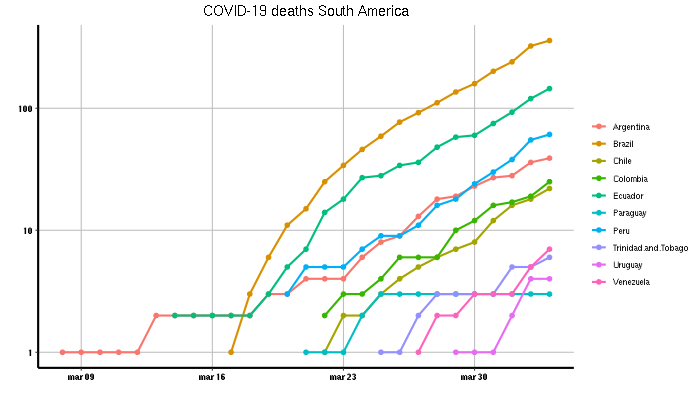 COVID-19 deaths South America
100
10
1
mar 09
mar 16
mar 23
mar 30
Argentina
Brazil
Chile
Colombia
Ecuador
Paraguay
Peru
Trinidad.and.Tobago
Uruguay
Venezuela